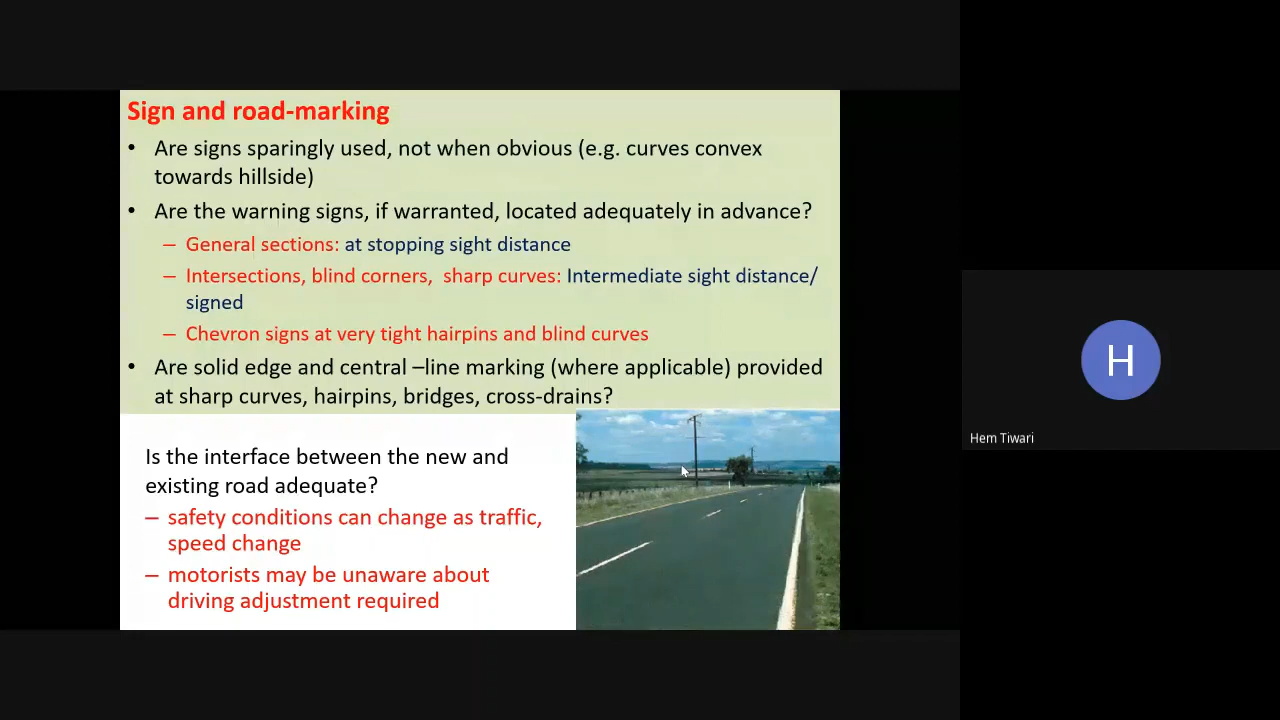 Sign and road-marking
• Are signs sparingly used, not when obvious (e.g. curves convex
towards hillside)
• Are the warning signs, if warranted, located adequately in advance?
– General sections: at stopping sight distance
– Intersections, blind corners, sharp curves: Intermediate sight distance/
signed
– Chevron signs at very tight hairpins and blind curves
• Are solid edge and central –line marking (where applicable) provided
at sharp curves, hairpins, bridges, cross-drains?
Is the interface between the new and
existing road adequate?
– safety conditions can change as traffic,
speed change
– motorists may be unaware about
driving adjustment required
H
Hem Tiwari